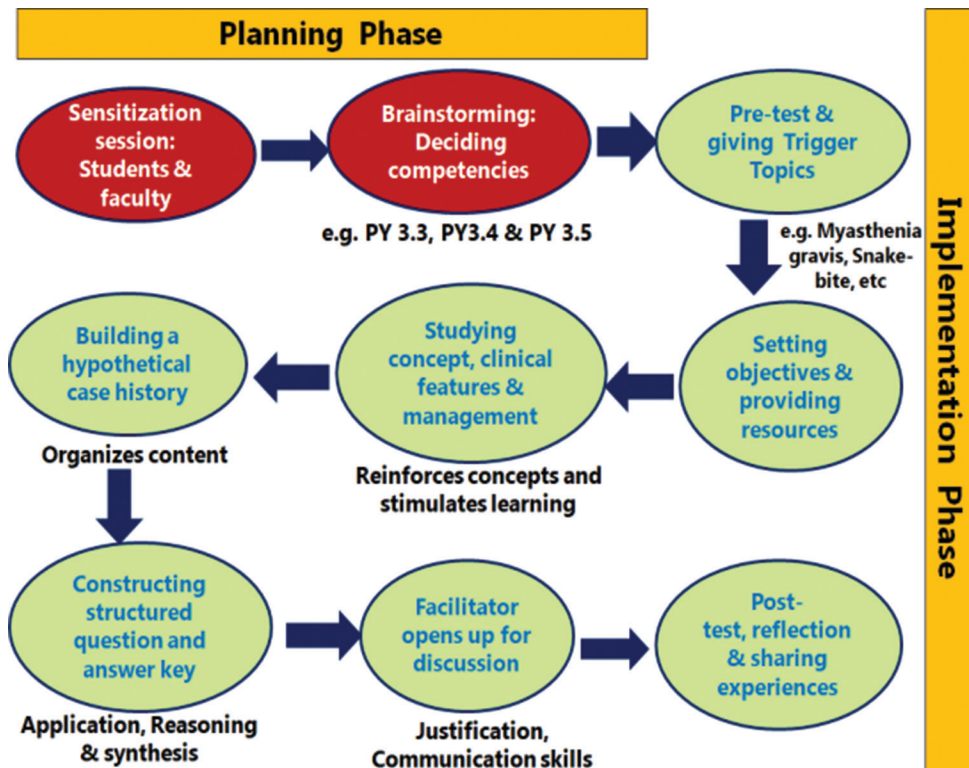 Planning Phase
Sensitization
session:
Students &
faculty
Brainstorming:
Deciding
competencies
e.g. PY 3.3, PY3.4 & PY 3.5
Pre-test &
giving Trigger
Topics
e.g. Myasthenia
gravis, Snake-
bite, etc
Setting
objectives &
providing
resources
Studying
concept, clinical
features &
management
Reinforces concepts and
stimulates learning
Building a
hypothetical
case history
Organizes content
Constructing
structured
question and
answer key
Application, Reasoning
& synthesis
Facilitator
opens up for
discussion
Justification,
Communication skills
Post-
test, reflection
& sharing
experiences
Implementation Phase